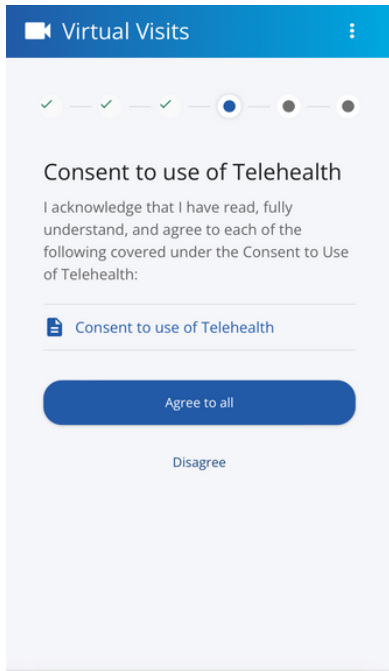 Virtual Visits
Consent to use of Telehealth
I acknowledge that I have read, fully
understand, and agree to each of the
following covered under the Consent to Use
of Telehealth:
Consent to use of Telehealth
Agree to all
Disagree